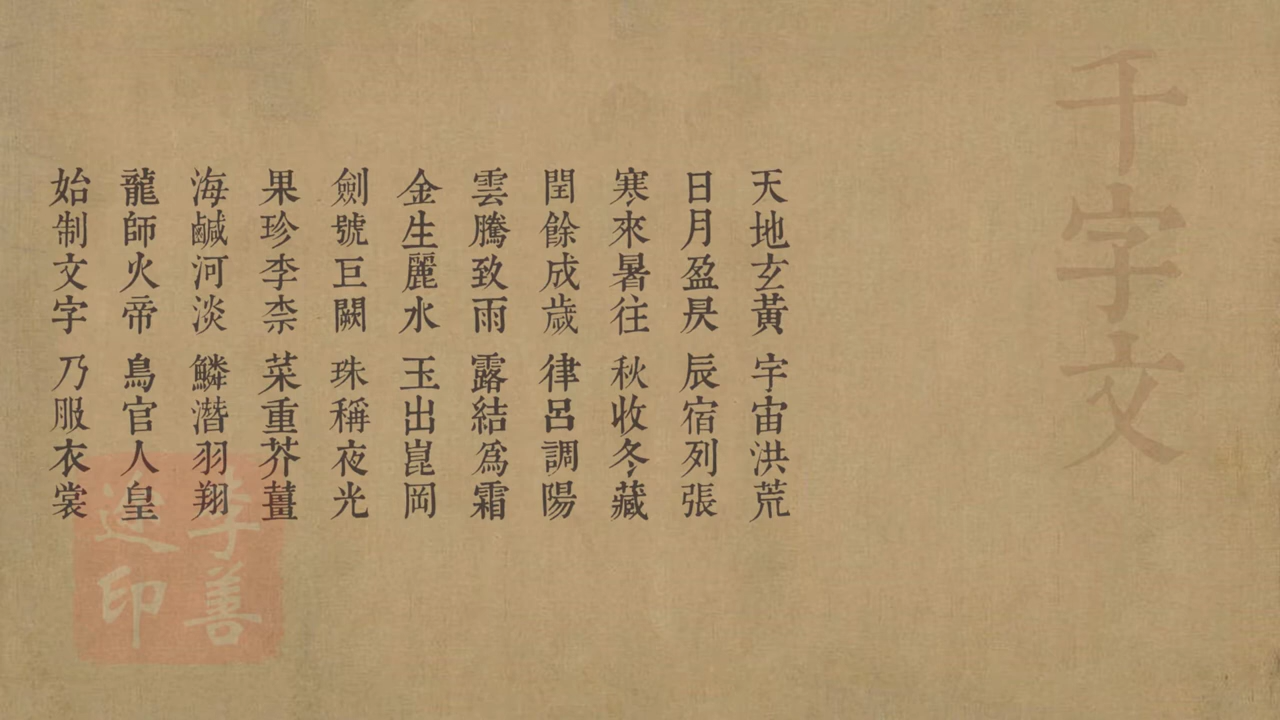 千字文
天地玄黃 宇宙洪荒
日月盈昃 辰宿列張
寒來暑往 秋收冬藏
閏餘成歲 律呂調陽
雲騰致雨 露結爲霜
金生麗水 玉出崑岡
劍號巨闕 珠稱夜光
果珍李柰 菜重芥薑
海鹹河淡 鱗潛羽翔
龍師火帝 鳥官人皇
始制文字 乃服衣裳
李善
印